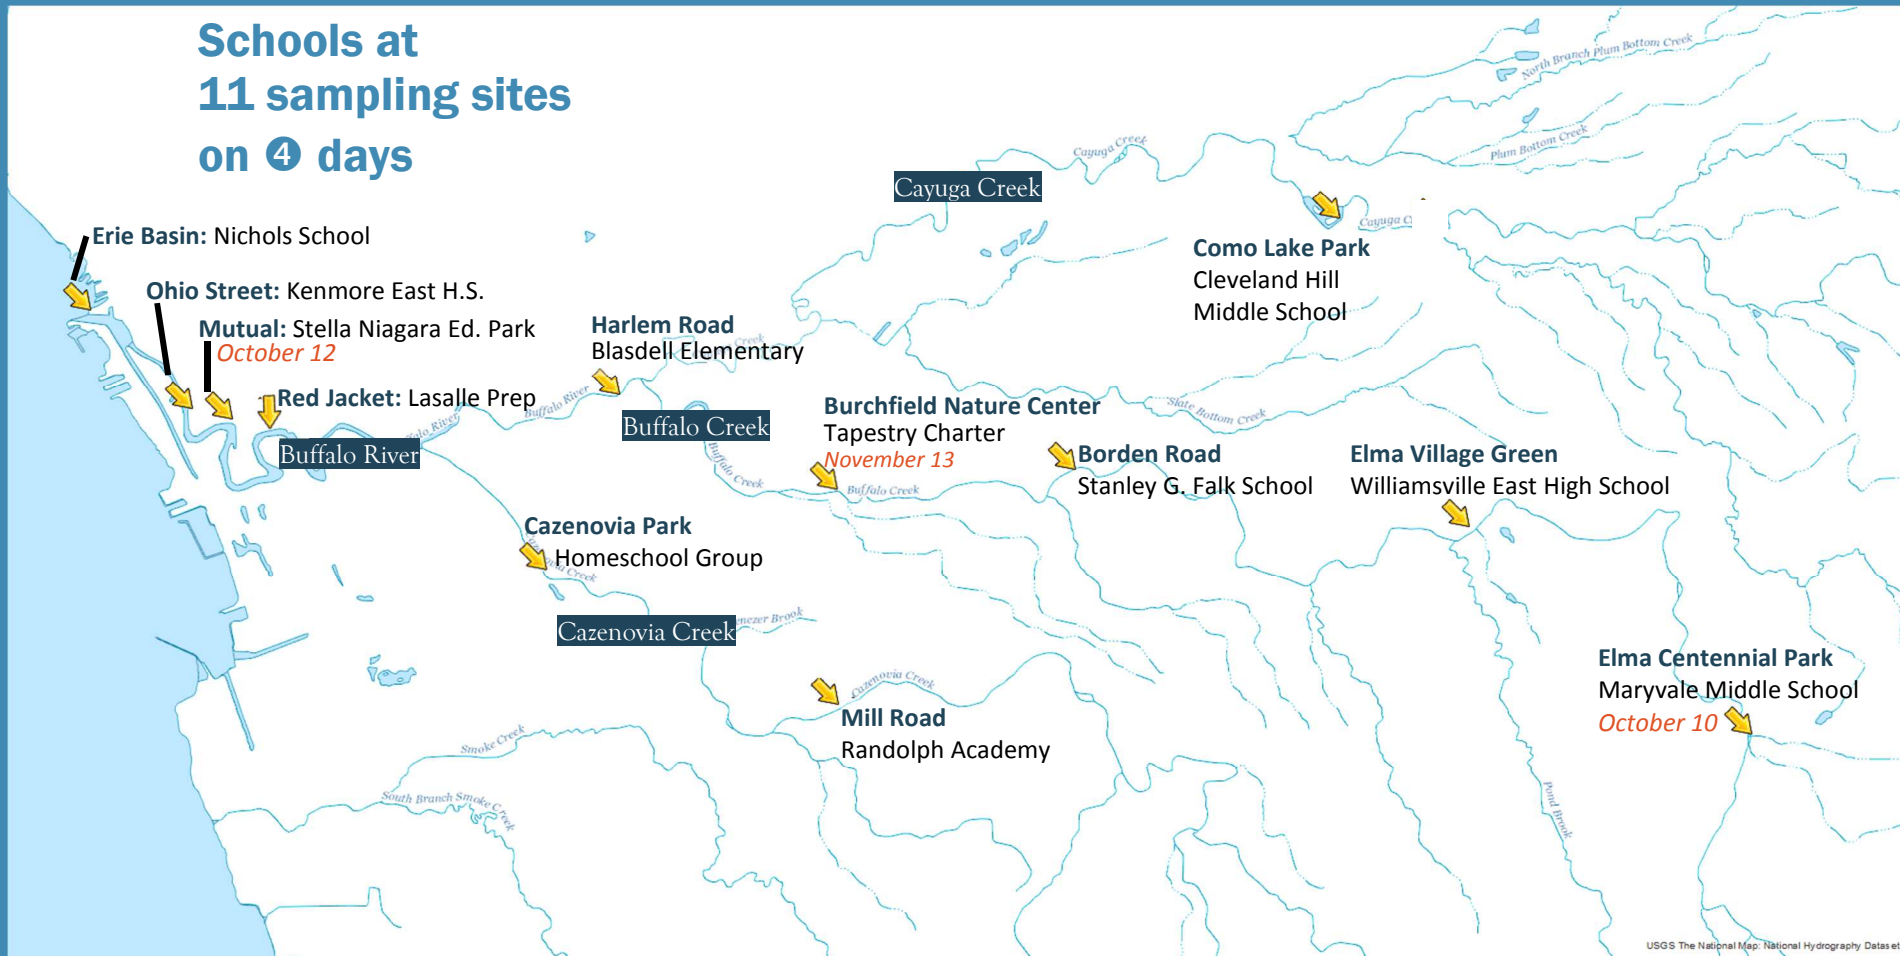 Schools at
11 sampling sites
on ❹ days
North Branch Plum Bottom Creek
Plum Bottom Creek
Cayuga Creek
Cayuga Creek
Cayuga C
Erie Basin: Nichols School
Ohio Street: Kenmore East H.S.
Mutual: Stella Niagara Ed. Park
October 12
Red Jacket: Lasalle Prep
Buffalo River
Harlem Road
Blasdell Elementary
Buffalo River
Buffalo Creek
Buffalo Creek
Como Lake Park
Cleveland Hill
Middle School
Burchfield Nature Center
Tapestry Charter
November 13
Buffalo Creek
Slate Bottom Creek
Borden Road
Stanley G. Falk School
Elma Village Green
Williamsville East High School
Cazenovia Park
Homeschool Group
Cazenovia Creek
Cazenovia Creek
Mill Road
Randolph Academy
Elma Centennial Park
Maryvale Middle School
October 10
Smoke Creek
South Branch Smoke Creek
Pond Brook
USGS The National Map: National Hydrography Dataset